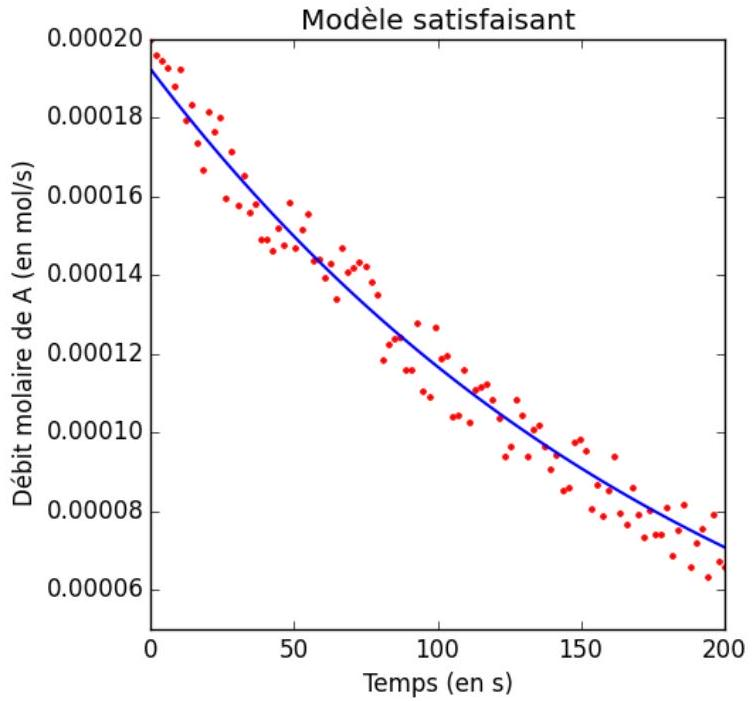 Modèle satisfaisant
Débit molaire de A (en mol/s)
0.00020
0.00018
0.00016
0.00014
0.00012
0.00010
0.00008
0.00006
0 50 100 150 200
Temps (en s)